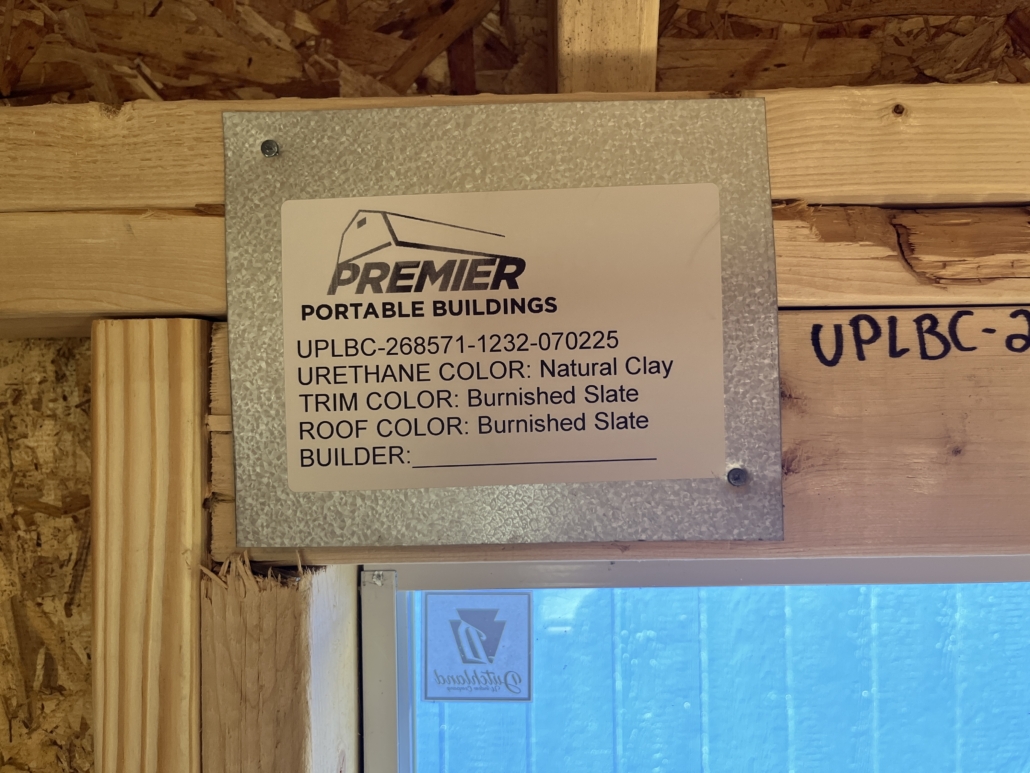 PREMIER
PORTABLE BUILDINGS
UPLBC-268571-1232-070225
URETHANE COLOR: Natural Clay
TRIM COLOR: Burnished Slate
ROOF COLOR: Burnished Slate
BUILDER:
UPLBC-2
D
Dutchland